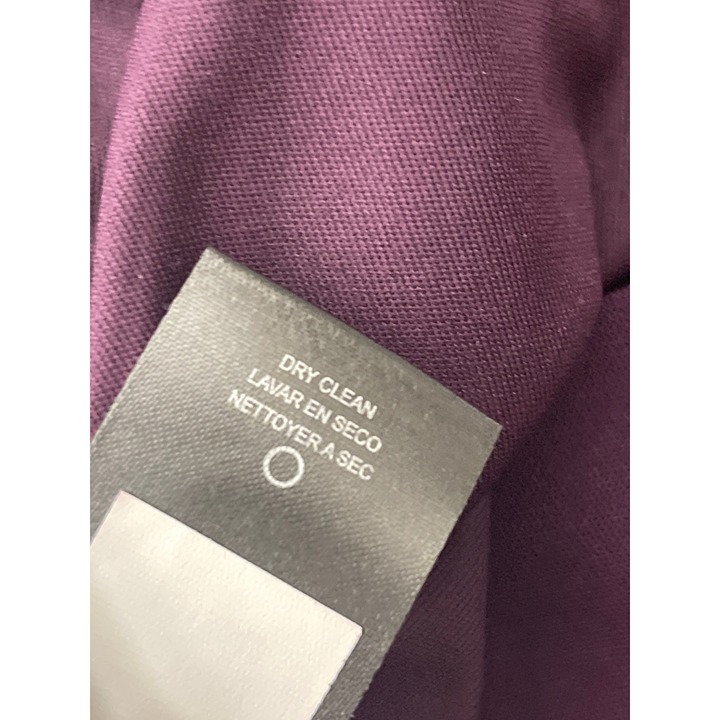 DRY CLEAN
LAVAR EN SECO
NETTOYER A SEC